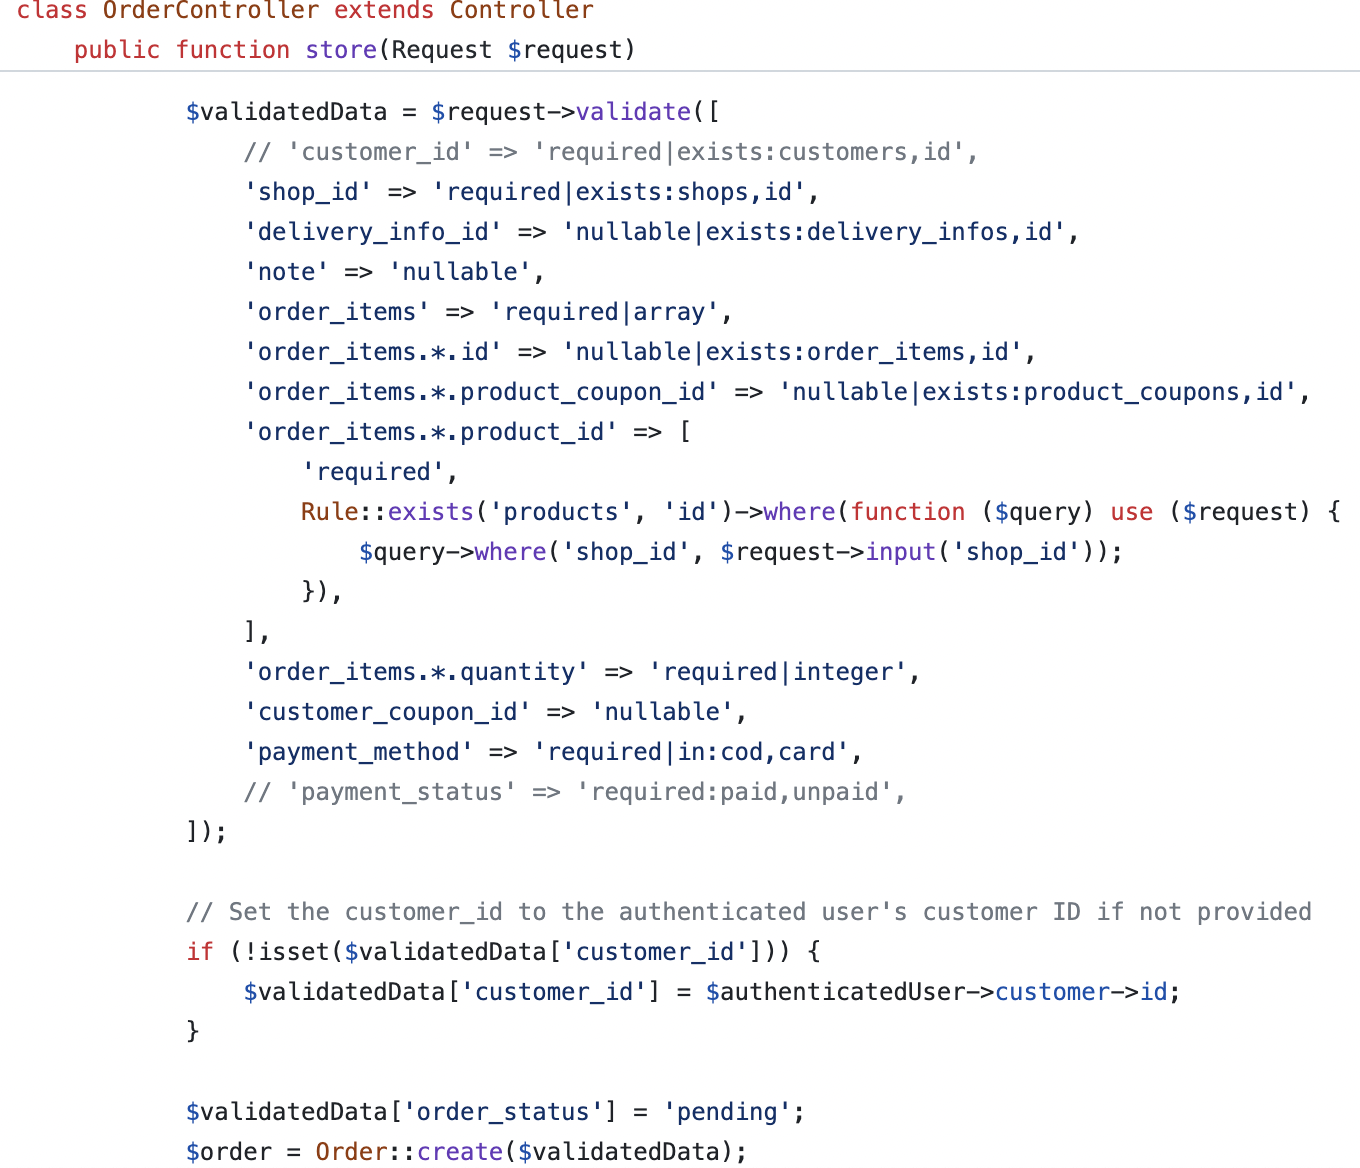 class OrderController extends Controller
public function store(Request $request)
$validatedData = $request->validate([
// 'customer_id' => 'required|exists:customers,id',
'shop_id' => 'required|exists:shops,id',
'delivery_info_id' => 'nullable|exists:delivery_infos,id',
'note' => 'nullable',
'order_items' => 'required|array',
'order_items.*.id' => 'nullable|exists:order_items,id',
'order_items.*.product_coupon_id' => 'nullable|exists:product_coupons,id',
'order_items.*.product_id' => [
'required',
Rule::exists('products', 'id')->where(function ($query) use ($request) {
$query->where('shop_id', $request->input('shop_id'));
}),
],
'order_items.*.quantity' => 'required|integer',
'customer_coupon_id' => 'nullable',
'payment_method' => 'required|in:cod,card',
// 'payment_status' => 'required:paid,unpaid',
]);
// Set the customer_id to the authenticated user's customer ID if not provided
if (!isset($validatedData['customer_id'])) {
$validatedData['customer_id'] = $authenticatedUser->customer->id;
}
$validatedData['order_status'] = 'pending';
$order = Order::create($validatedData);